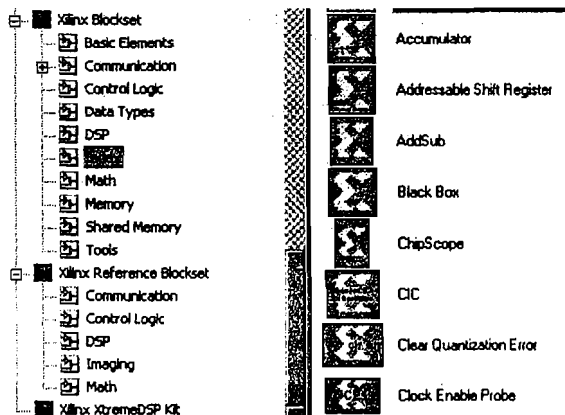 Xilinx Blockset
Basic Elements
Communication
Control Logic
Data Types
DSP
Math
Memory
Shared Memory
Tools
Xilinx Reference Blockset
Communication
Control Logic
DSP
Imaging
Math
Xilinx XtremeDSP Kit
Accumulator
Addressable Shift Register
AddSub
Black Box
ChipScope
CIC
Clear Quantization Error
Clock Enable Probe